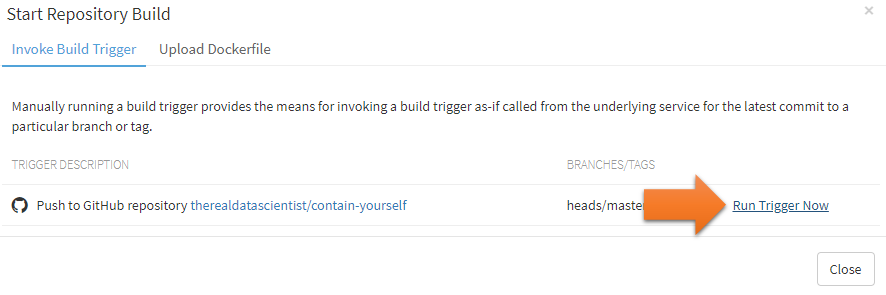 Start Repository Build
×
Invoke Build Trigger
Upload Dockerfile
Manually running a build trigger provides the means for invoking a build trigger as-if called from the underlying service for the latest commit to a
particular branch or tag.
TRIGGER DESCRIPTION
BRANCHES/TAGS
Push to GitHub repository therealdatascientist/contain-yourself
heads/maste
Run Trigger Now
Close